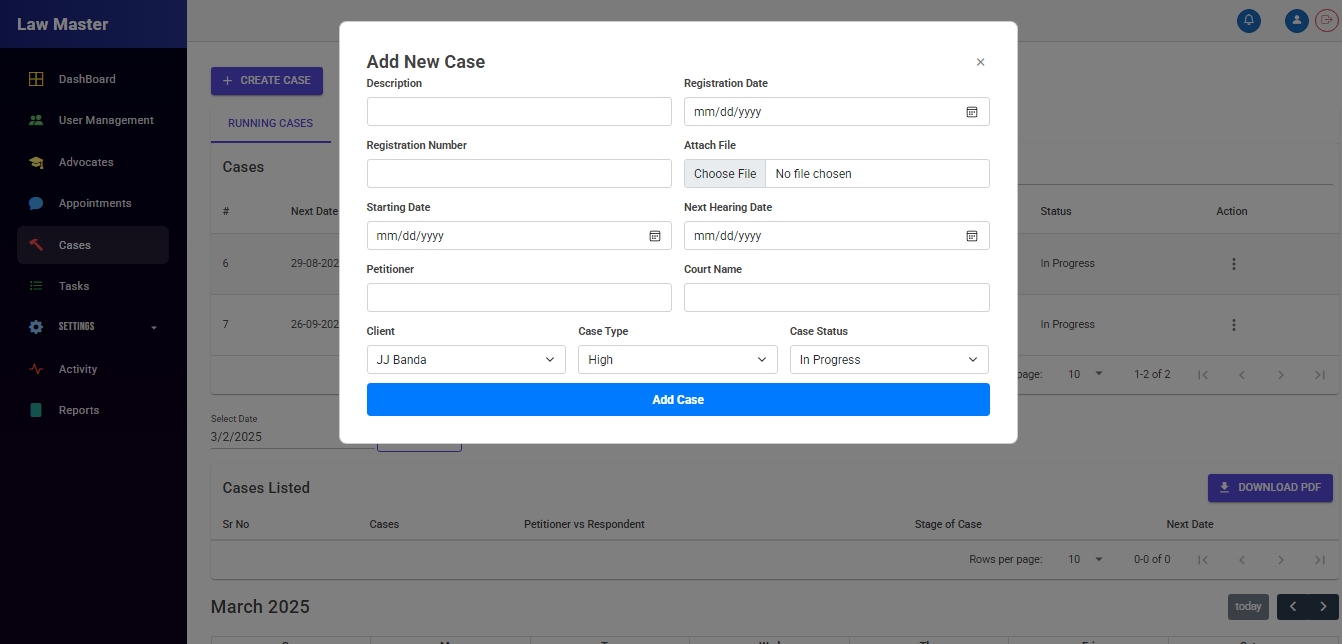 Law Master
DashBoard
User Management
Advocates
Appointments
Cases
Tasks
SETTINGS
Activity
Reports
CREATE CASE
RUNNING CASES
Cases
# Next Date Status Action
6 29-08-202 In Progress
7 26-09-202 In Progress
page: 10 1-2 of 2
Add New Case
×
Description Registration Date
mm/dd/yyyy
Registration Number Attach File
Choose File No file chosen
Starting Date Next Hearing Date
mm/dd/yyyy mm/dd/yyyy
Petitioner Court Name
Client Case Type Case Status
JJ Banda High In Progress
Add Case
Select Date
3/2/2025
Cases Listed
DOWNLOAD PDF
Sr No Cases Petitioner vs Respondent Stage of Case Next Date
Rows per page: 10 0-0 of 0
March 2025
today